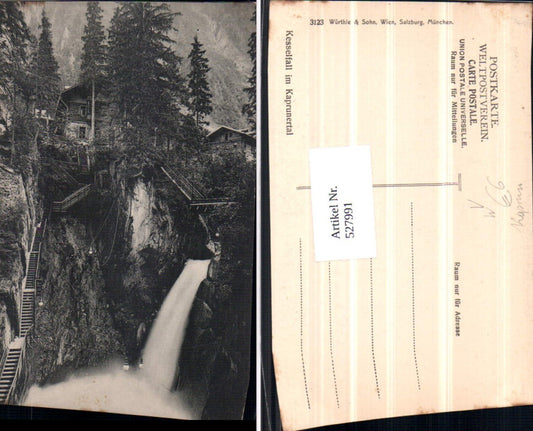 3123 Würthle & Sohn, Wien, Salzburg, München.
Kesselfall im Kaprunertal
POSTKARTE.
WELTPOSTVEREIN.
CARTE POSTALE.
UNION POSTALE UNIVERSELLE.
Raum nur für Mitteilungen
Raum nur für Adresse
Artikel Nr.
527991